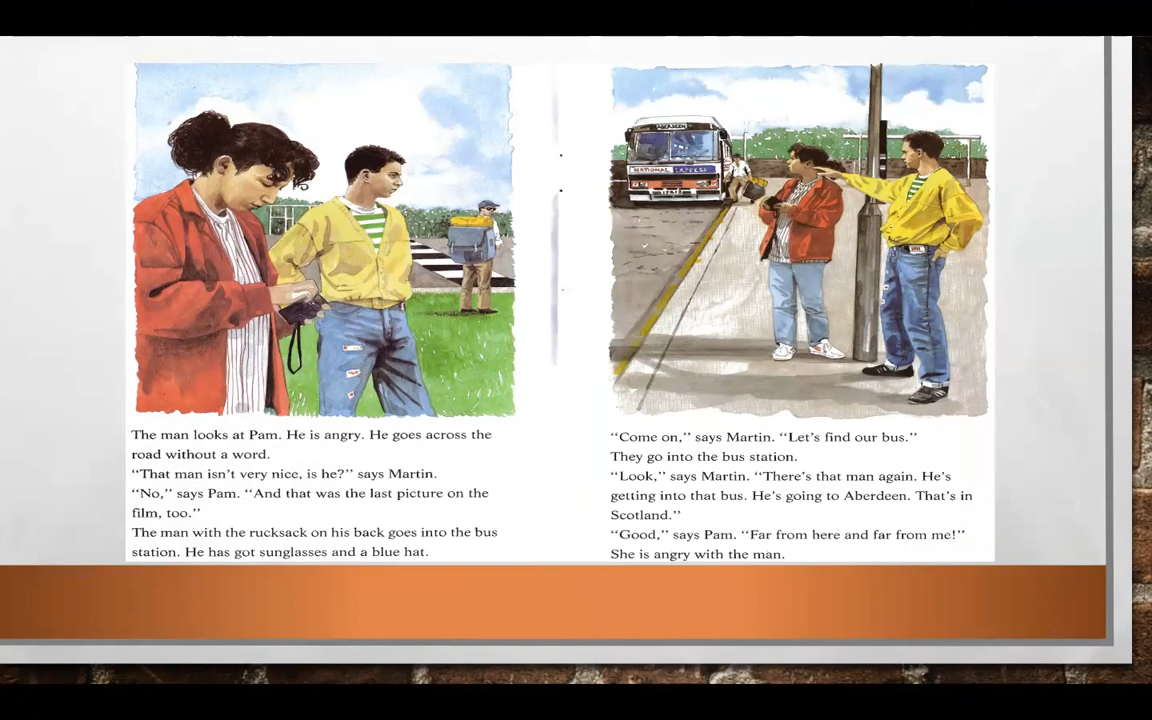 The man looks at Pam. He is angry. He goes across the
road without a word.
“That man isn’t very nice, is he?” says Martin.
“No,” says Pam. “And that was the last picture on the
film, too.”
The man with the rucksack on his back goes into the bus
station. He has got sunglasses and a blue hat.
ABERDEEN
NATIONAL EXPRESS
“Come on,” says Martin. “Let’s find our bus.”
They go into the bus station.
“Look,” says Martin. “There’s that man again. He’s
getting into that bus. He’s going to Aberdeen. That’s in
Scotland.”
“Good,” says Pam. “Far from here and far from me!”
She is angry with the man.